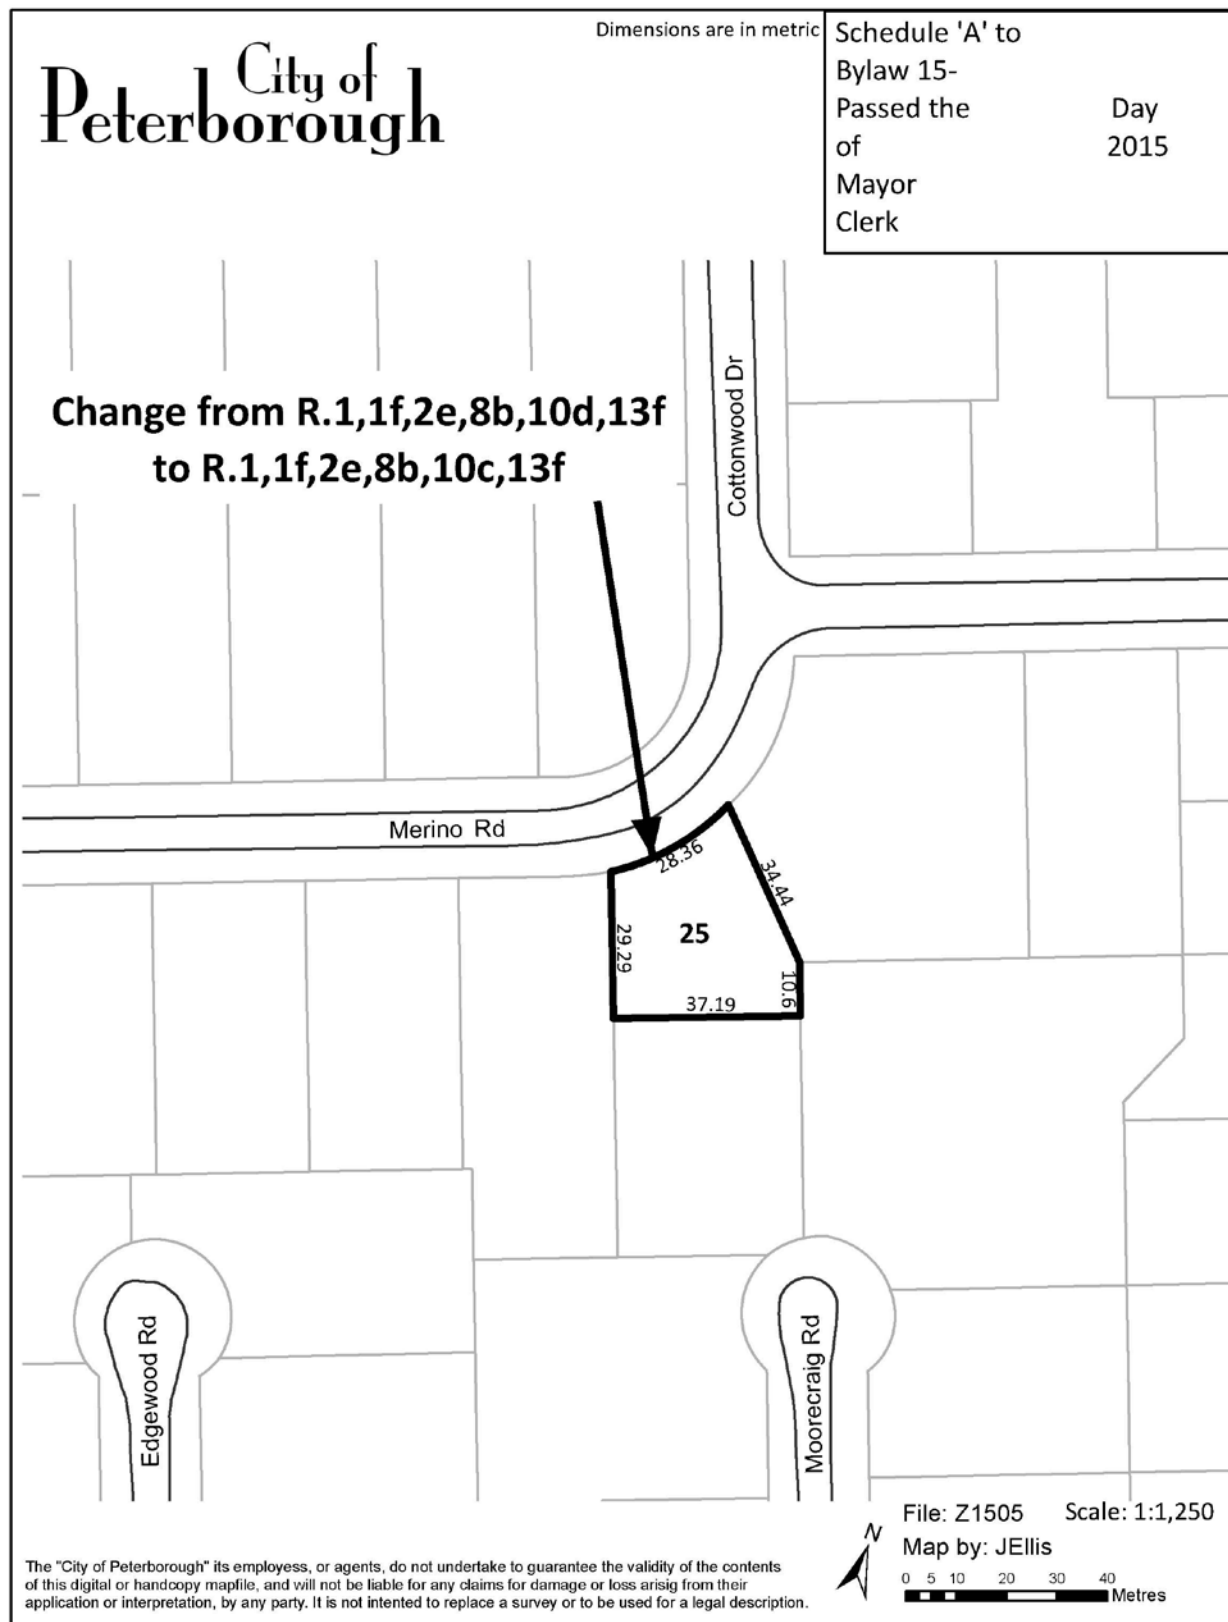 City of
Peterborough
Dimensions are in metric
Schedule 'A' to
Bylaw 15-
Passed the Day
of 2015
Mayor
Clerk
Change from R.1,1f,2e,8b,10d,13f
to R.1,1f,2e,8b,10c,13f
Cottonwood Dr
Merino Rd
28.36
34.44
25
29.29
10.6
37.19
Edgewood Rd
Moorecraig Rd
The "City of Peterborough" its employess, or agents, do not undertake to guarantee the validity of the contents
of this digital or handcopy mapfile, and will not be liable for any claims for damage or loss arisig from their
application or interpretation, by any party. It is not intented to replace a survey or to be used for a legal description.
N
File: Z1505 Scale: 1:1,250
Map by: JEllis
0 5 10 20 30 40
Metres